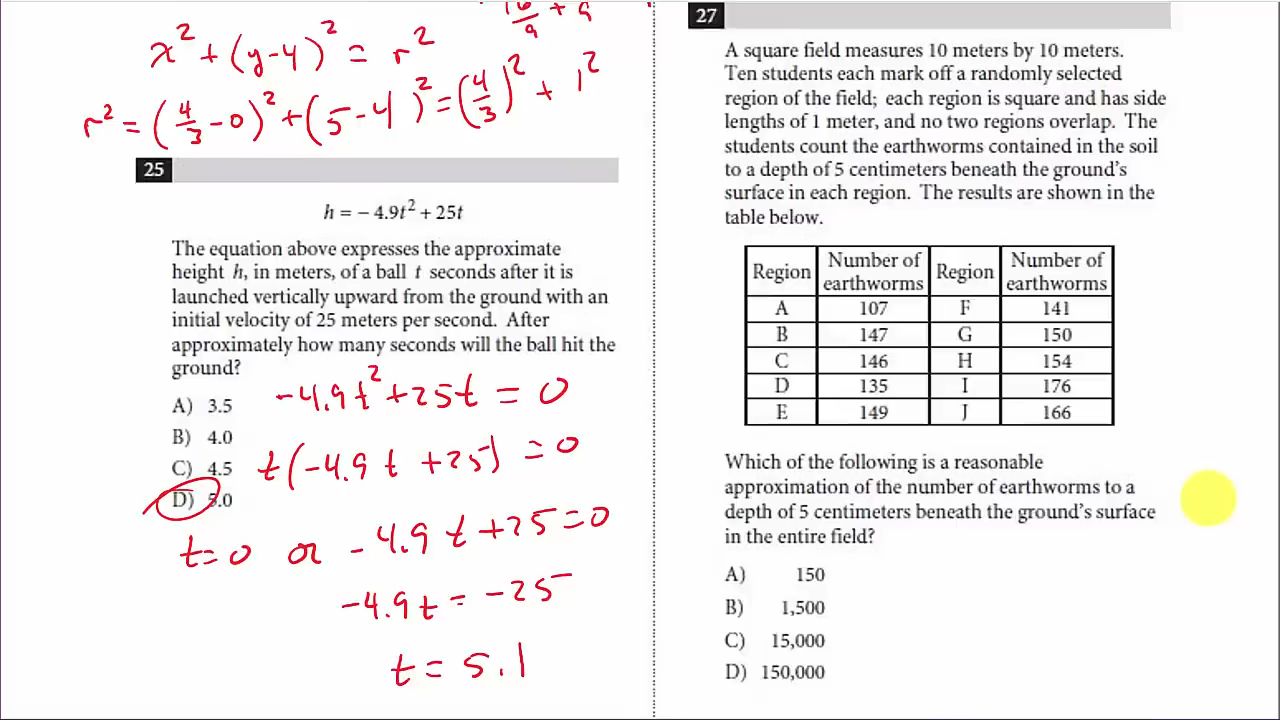 16/9 + 9
x² + (y-4)² = r²
r² = (4/3 - 0)² + (5-4)² = (4/3)² + 1²
25
h = – 4.9t² + 25t
The equation above expresses the approximate
height h, in meters, of a ball t seconds after it is
launched vertically upward from the ground with an
initial velocity of 25 meters per second. After
approximately how many seconds will the ball hit the
ground?
-4.9t² + 25t = 0
A) 3.5
B) 4.0
t(-4.9t + 25) = 0
C) 4.5
D) 5.0
t=0 or -4.9t + 25 = 0
-4.9t = -25
t = 5.1
27
A square field measures 10 meters by 10 meters.
Ten students each mark off a randomly selected
region of the field; each region is square and has side
lengths of 1 meter, and no two regions overlap. The
students count the earthworms contained in the soil
to a depth of 5 centimeters beneath the ground's
surface in each region. The results are shown in the
table below.
Region Number of earthworms Region Number of earthworms
A 107 F 141
B 147 G 150
C 146 H 154
D 135 I 176
E 149 J 166
Which of the following is a reasonable
approximation of the number of earthworms to a
depth of 5 centimeters beneath the ground's surface
in the entire field?
A) 150
B) 1,500
C) 15,000
D) 150,000